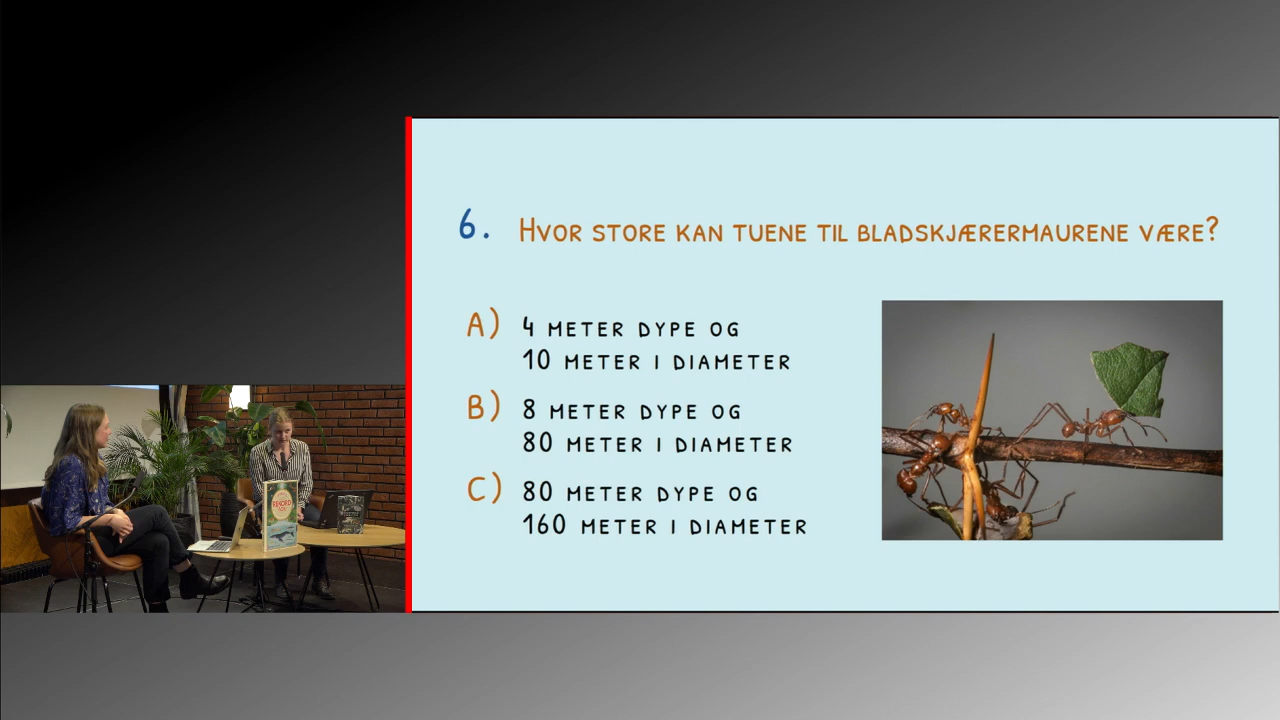 6. HVOR STORE KAN TUENE TIL BLADSKJÆRERMAURENE VÆRE?
A) 4 METER DYPE OG
10 METER I DIAMETER
B) 8 METER DYPE OG
80 METER I DIAMETER
C) 80 METER DYPE OG
160 METER I DIAMETER
REKORD